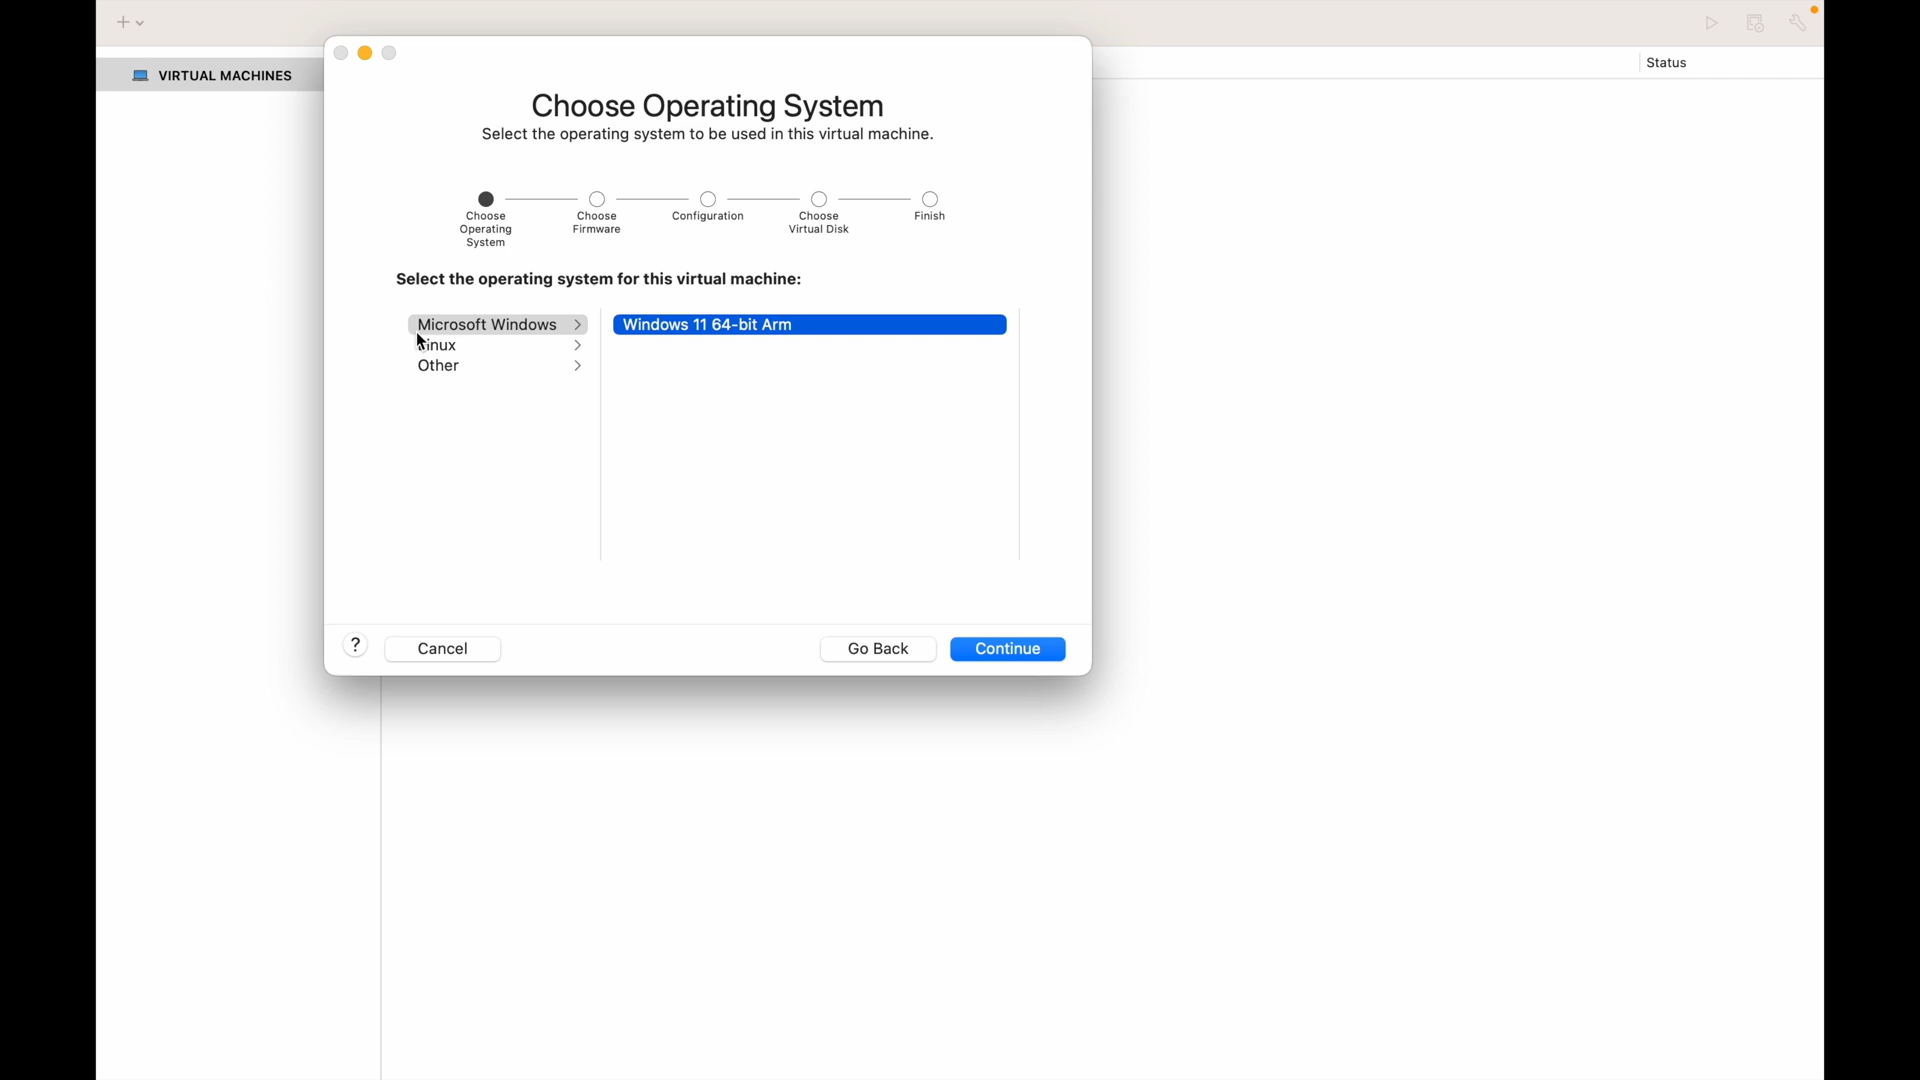 VIRTUAL MACHINES
Status
Choose Operating System
Select the operating system to be used in this virtual machine.
Choose
Operating
System
Choose
Firmware
Configuration
Choose
Virtual Disk
Finish
Select the operating system for this virtual machine:
Microsoft Windows
Linux
Other
Windows 11 64-bit Arm
?
Cancel
Go Back
Continue